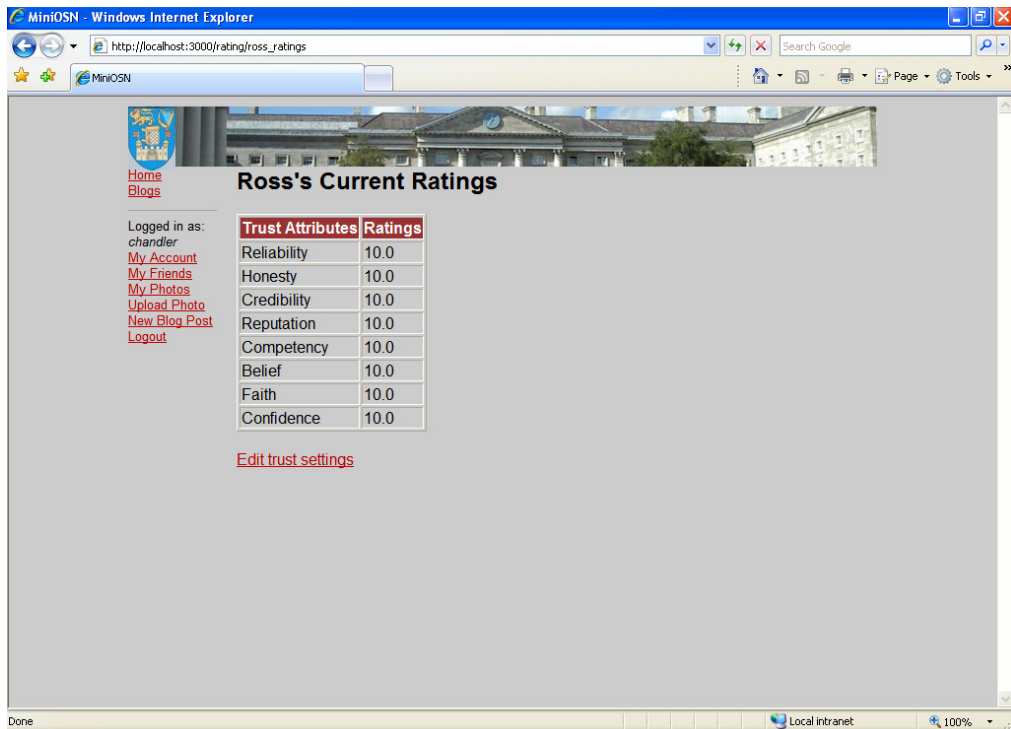 MiniOSN - Windows Internet Explorer
http://localhost:3000/rating/ross_ratings
Search Google
MiniOSN
Page
Tools
Home
Blogs
Logged in as:
chandler
My Account
My Friends
My Photos
Upload Photo
New Blog Post
Logout
Ross's Current Ratings
Trust Attributes Ratings
Reliability 10.0
Honesty 10.0
Credibility 10.0
Reputation 10.0
Competency 10.0
Belief 10.0
Faith 10.0
Confidence 10.0
Edit trust settings
Done
Local intranet
100%